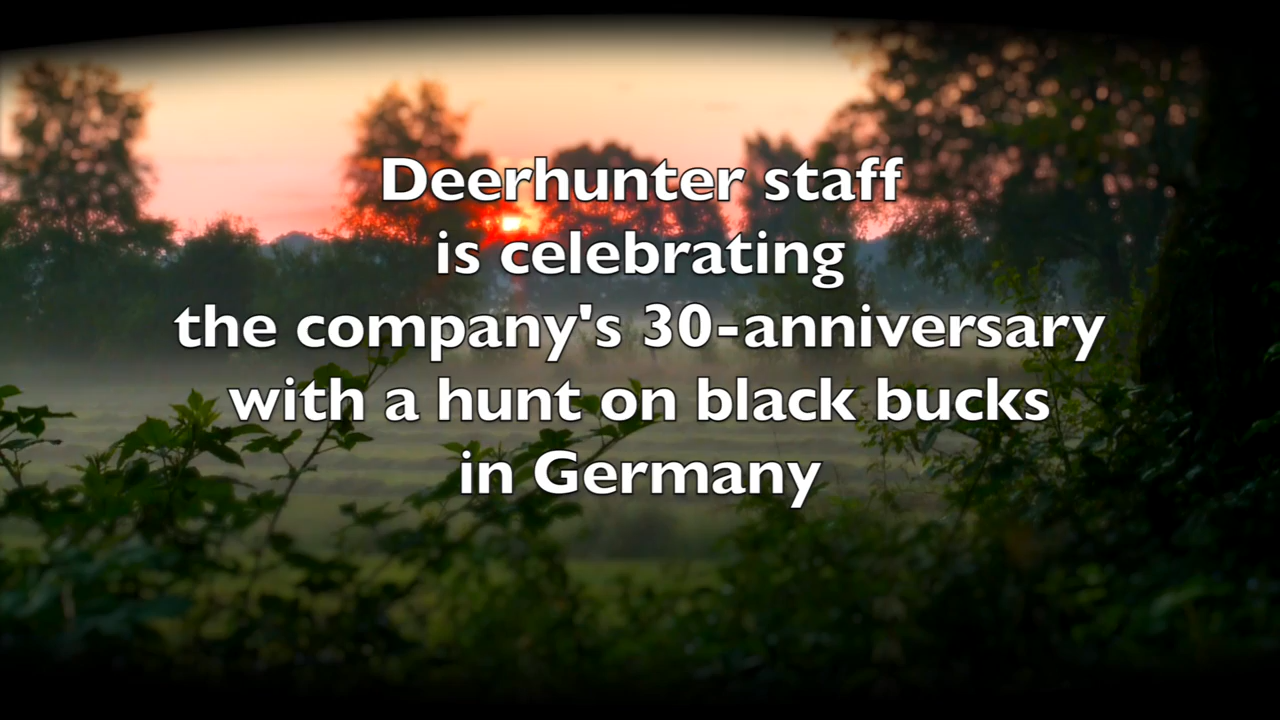 Deerhunter staff
is celebrating
the company's 30-anniversary
with a hunt on black bucks
in Germany